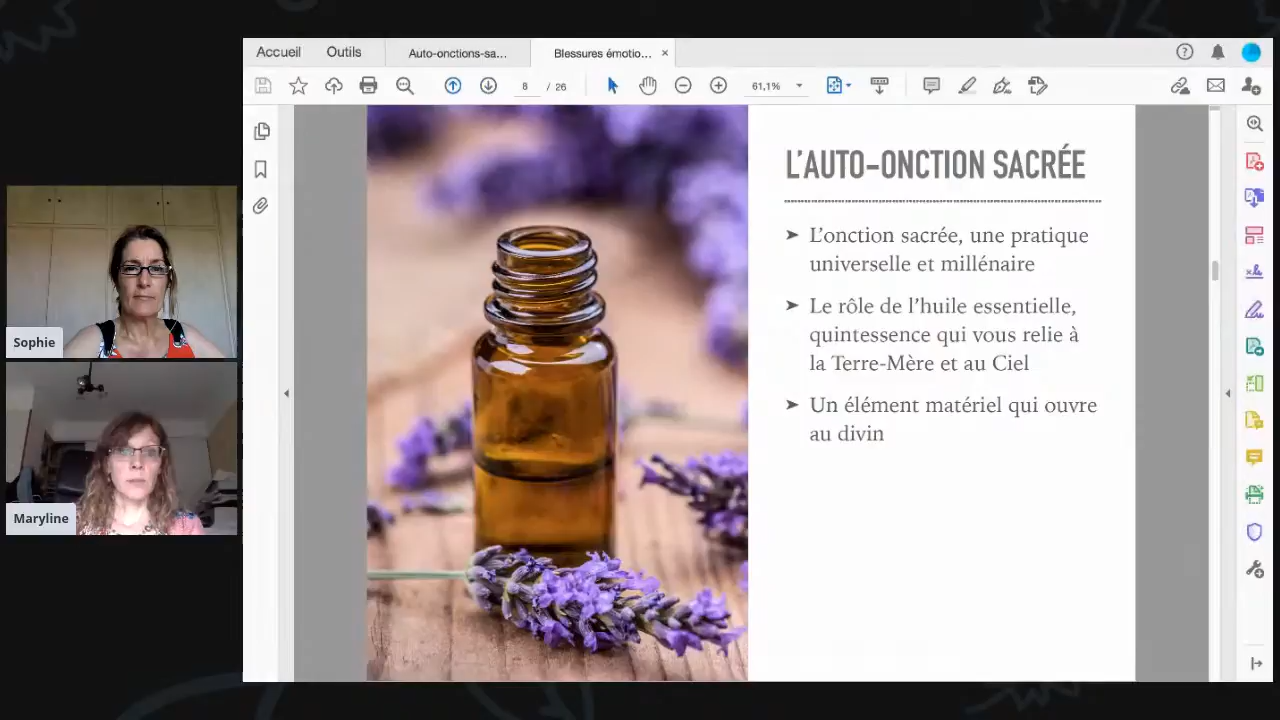 Accueil
Outils
Auto-onctions-sa...
Blessures émotio...
8 / 26
61,1%
L'AUTO-ONCTION SACRÉE
➤ L'onction sacrée, une pratique
universelle et millénaire
➤ Le rôle de l'huile essentielle,
quintessence qui vous relie à
la Terre-Mère et au Ciel
➤ Un élément matériel qui ouvre
au divin
Sophie
Maryline